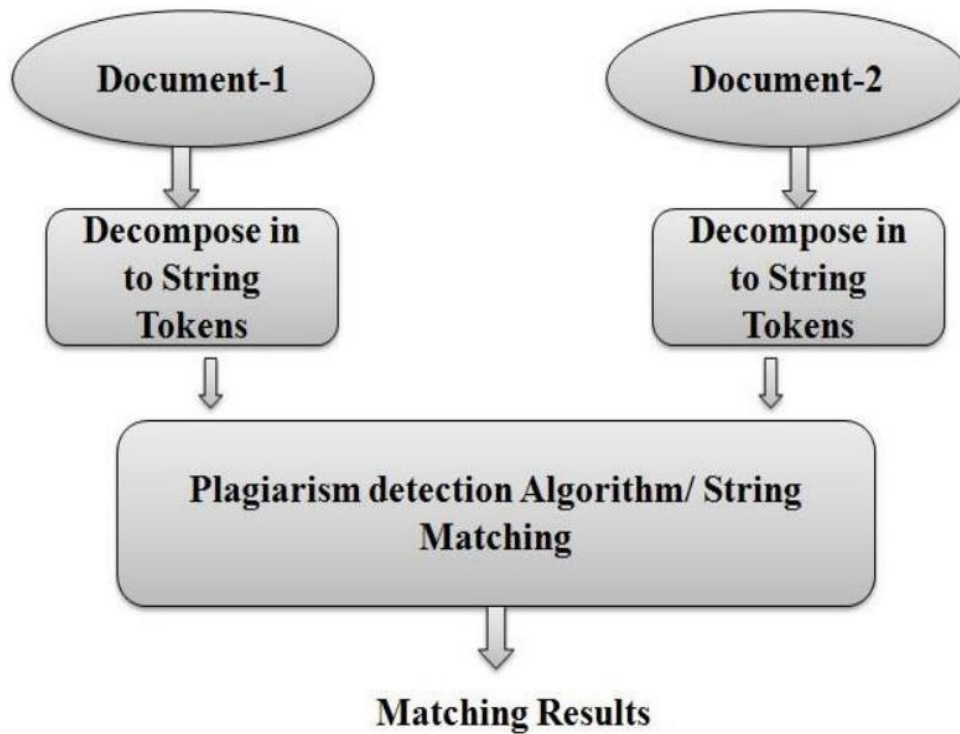 Document-1
Document-2
Decompose in
to String
Tokens
Decompose in
to String
Tokens
Plagiarism detection Algorithm/ String
Matching
Matching Results